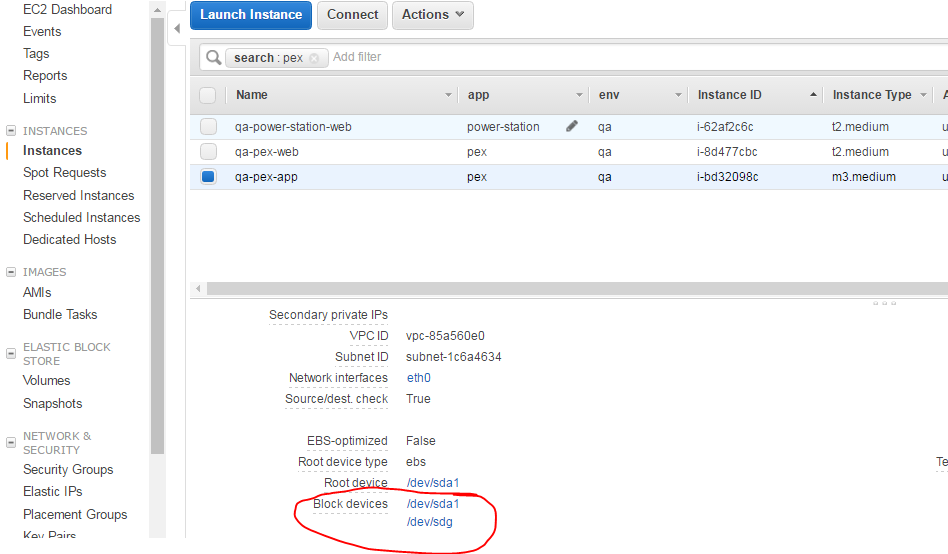 EC2 Dashboard
Events
Tags
Reports
Limits
INSTANCES
Instances
Spot Requests
Reserved Instances
Scheduled Instances
Dedicated Hosts
IMAGES
AMIs
Bundle Tasks
ELASTIC BLOCK
STORE
Volumes
Snapshots
NETWORK &
SECURITY
Security Groups
Elastic IPs
Placement Groups
Key Pairs
Launch Instance Connect Actions
search : pex Add filter
Name app env Instance ID Instance Type A
qa-power-station-web power-station qa i-62af2c6c t2.medium u
qa-pex-web pex qa i-8d477cbc t2.medium u
qa-pex-app pex qa i-bd32098c m3.medium u
Secondary private IPs
VPC ID vpc-85a560e0
Subnet ID subnet-1c6a4634
Network interfaces eth0
Source/dest. check True
EBS-optimized False
Root device type ebs Te
Root device /dev/sda1
Block devices /dev/sda1
/dev/sdg